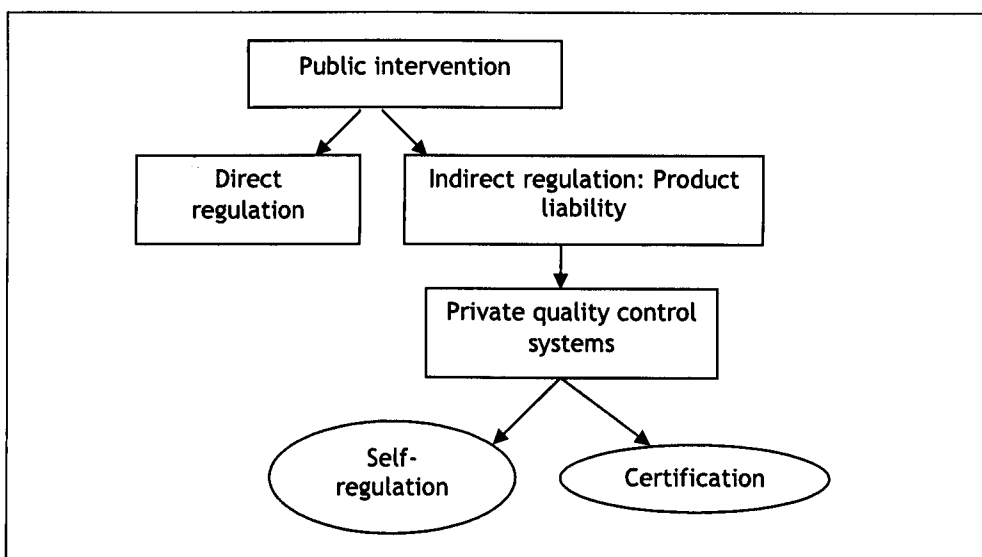 Public intervention
Direct
regulation
Indirect regulation: Product
liability
Private quality control
systems
Self-
regulation
Certification